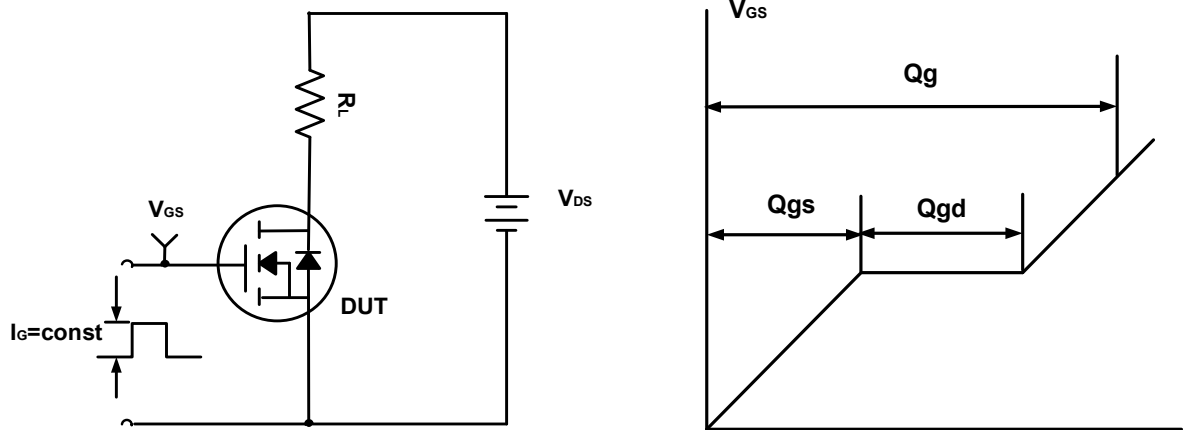 RL
VGS
VDS
DUT
IG=const
VGS
Qg
Qgs
Qgd